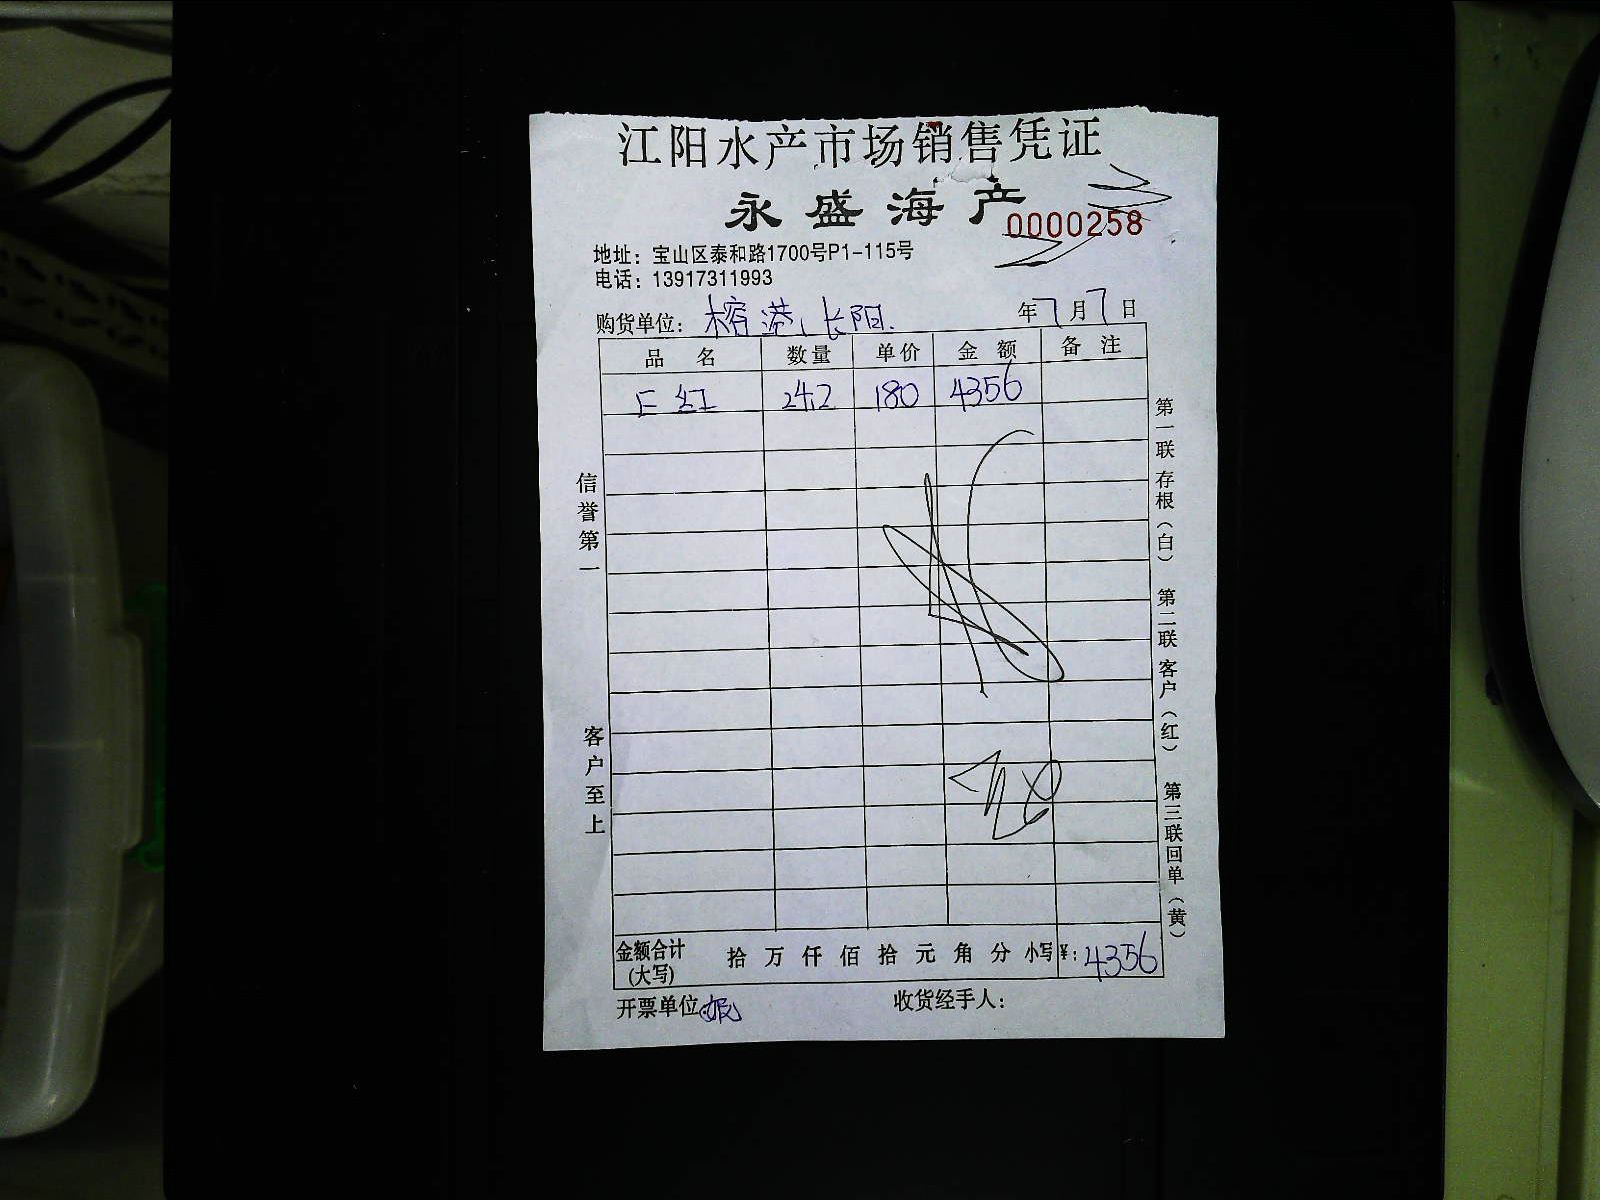 江阳水产市场销售凭证
永盛海产
0000258
地址：宝山区泰和路1700号P1-115号
电话：13917311993
购货单位：榕港、长阳. 年7月7日
品名 数量 单价 金额 备注
红 24.2 180 4356
信誉第一
客户至上
第一联 存根（白） 第二联 客户（红） 第三联 回单（黄）
金额合计（大写） 拾 万 仟 佰 拾 元 角 分 小写¥：4356
开票单位： 收货经手人：